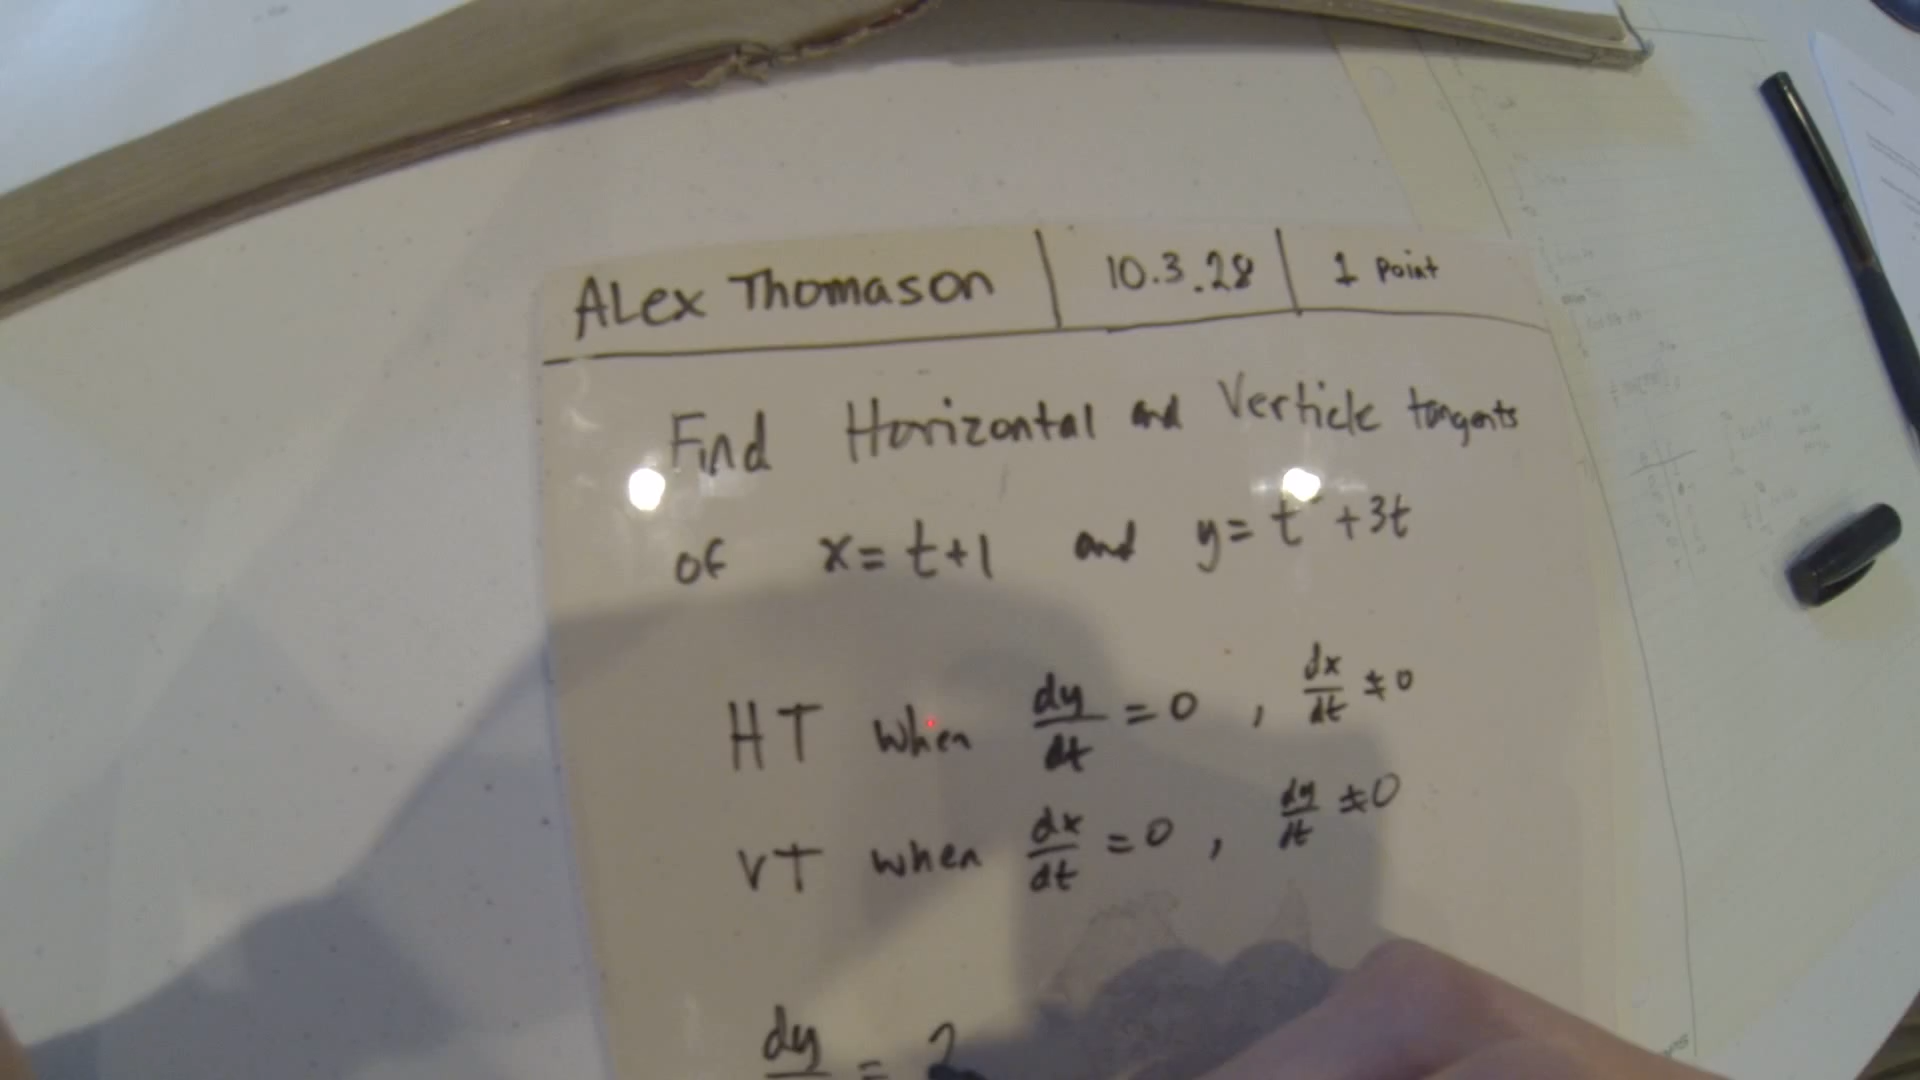 ALex Thomason | 10.3.28 | 1 Point
Find Horizontal and Verticle tangents
of x = t+1 and y = t +3t
HT when dy/dt = 0 , dx/dt ≠ 0
VT when dx/dt = 0 , dy/dt ≠ 0
dy = 2